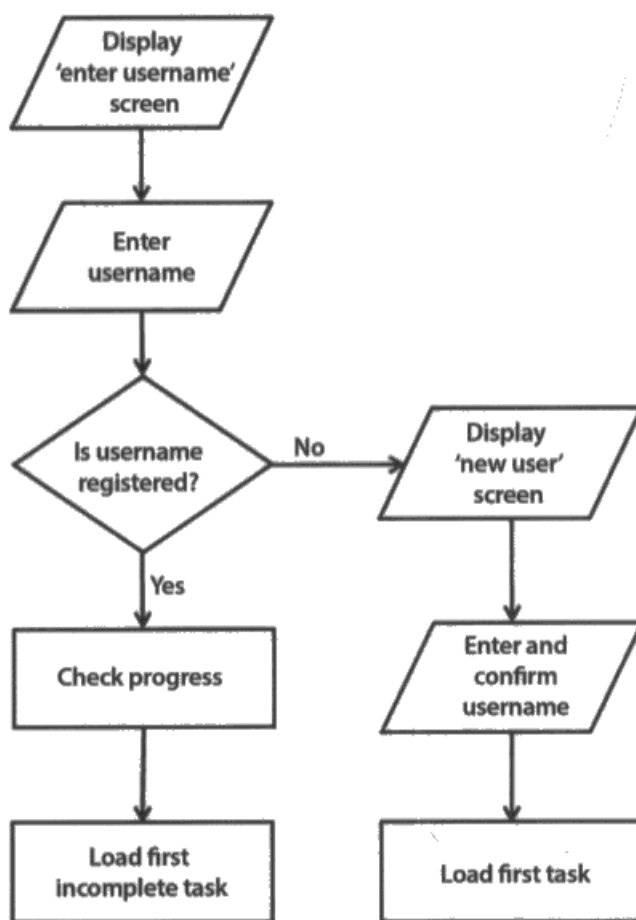 Display
'enter username'
screen
Enter
username
Is username
registered?
No
Yes
Display
'new user'
screen
Check progress
Enter and
confirm
username
Load first
incomplete task
Load first task